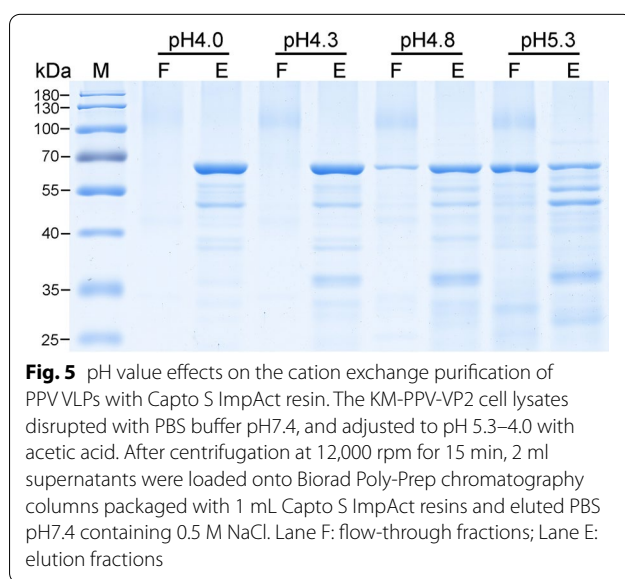 pH4.0 pH4.3 pH4.8 pH5.3
kDa M F E F E F E F E
180
130
100
70
55
40
35
25
Fig. 5 pH value effects on the cation exchange purification of
PPV VLPs with Capto S ImpAct resin. The KM-PPV-VP2 cell lysates
disrupted with PBS buffer pH7.4, and adjusted to pH 5.3–4.0 with
acetic acid. After centrifugation at 12,000 rpm for 15 min, 2 ml
supernatants were loaded onto Biorad Poly-Prep chromatography
columns packaged with 1 mL Capto S ImpAct resins and eluted PBS
pH7.4 containing 0.5 M NaCl. Lane F: flow-through fractions; Lane E:
elution fractions